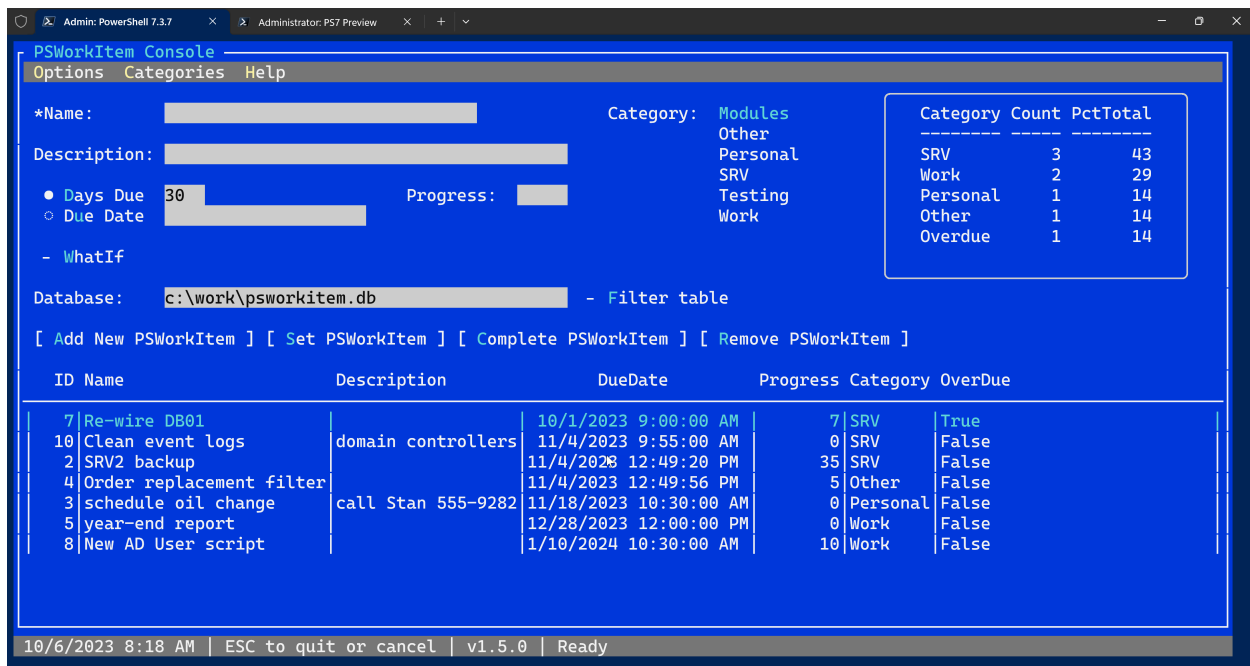 Admin: PowerShell 7.3.7 Administrator: PS7 Preview
PSWorkItem Console
Options Categories Help
*Name: Category: Modules
Other
Description: Personal
SRV
Days Due 30 Progress: Testing
Due Date Work
Category Count PctTotal
-------- ----- --------
SRV 3 43
Work 2 29
Personal 1 14
Other 1 14
Overdue 1 14
- WhatIf
Database: c:\work\psworkitem.db - Filter table
[ Add New PSWorkItem ] [ Set PSWorkItem ] [ Complete PSWorkItem ] [ Remove PSWorkItem ]
ID Name Description DueDate Progress Category OverDue
7|Re-wire DB01 | | 10/1/2023 9:00:00 AM | 7|SRV |True
10|Clean event logs |domain controllers| 11/4/2023 9:55:00 AM | 0|SRV |False
2|SRV2 backup | |11/4/2023 12:49:20 PM | 35|SRV |False
4|Order replacement filter| |11/4/2023 12:49:56 PM | 5|Other |False
3|schedule oil change |call Stan 555-9282|11/18/2023 10:30:00 AM| 0|Personal|False
5|year-end report | |12/28/2023 12:00:00 PM| 0|Work |False
8|New AD User script | |1/10/2024 10:30:00 AM | 10|Work |False
10/6/2023 8:18 AM | ESC to quit or cancel | v1.5.0 | Ready